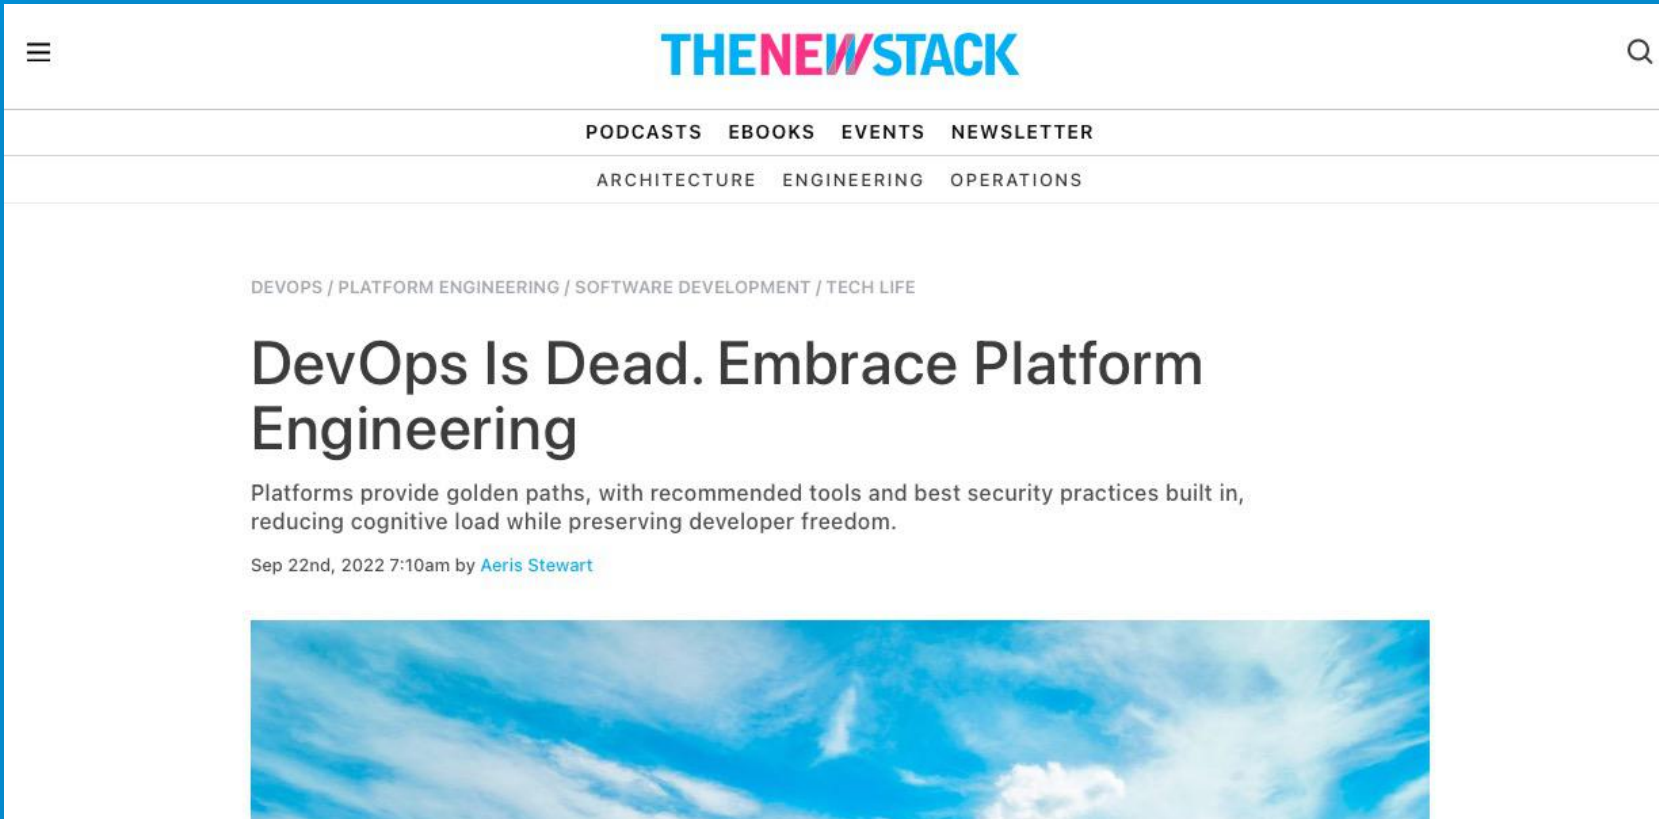 THENEWSTACK
PODCASTS EBOOKS EVENTS NEWSLETTER
ARCHITECTURE ENGINEERING OPERATIONS
DEVOPS / PLATFORM ENGINEERING / SOFTWARE DEVELOPMENT / TECH LIFE
DevOps Is Dead. Embrace Platform
Engineering
Platforms provide golden paths, with recommended tools and best security practices built in,
reducing cognitive load while preserving developer freedom.
Sep 22nd, 2022 7:10am by Aeris Stewart